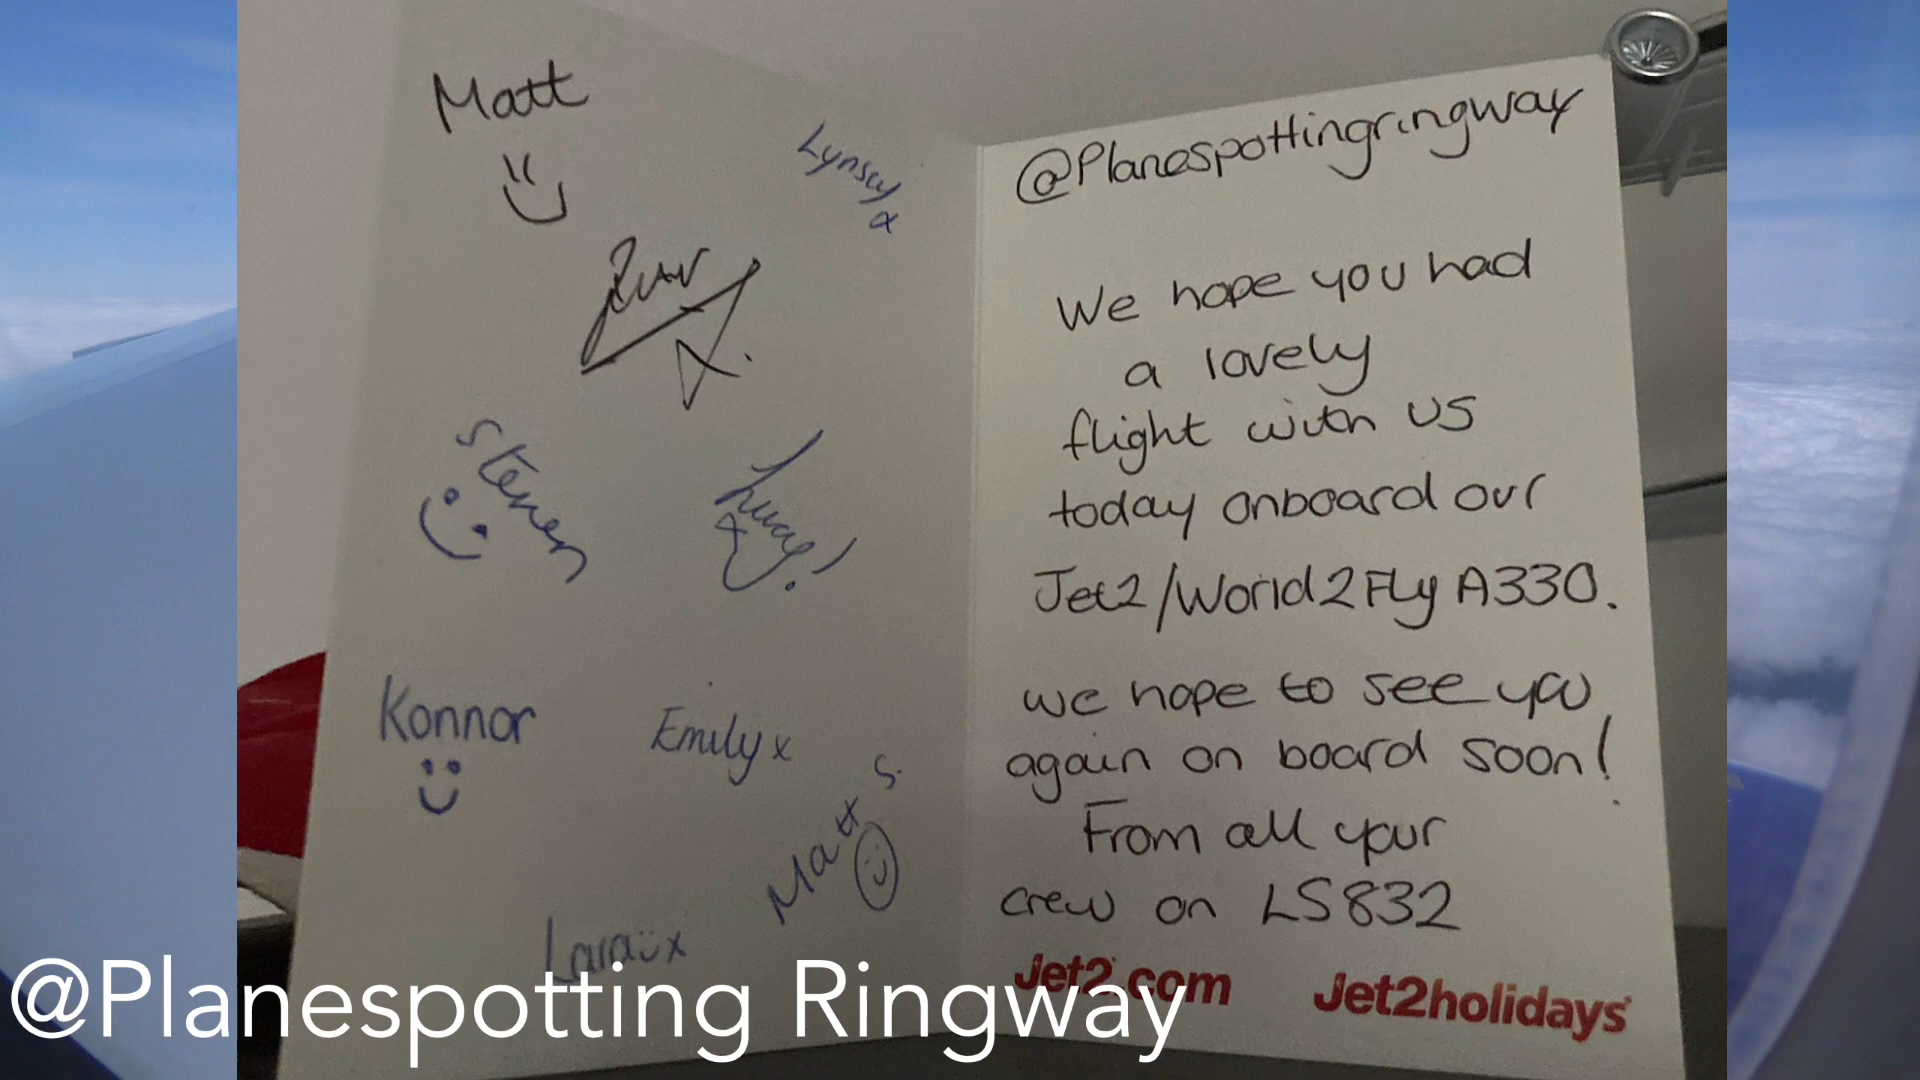 Matt
Lynsey x
Steven
Konnor
Emily x
Matt S.
Lara x
@Planespottingringway
We hope you had
a lovely
flight with us
today onboard our
Jet2/World2Fly A330.
we hope to see you
again on board soon!
From all your
crew on LS832
Jet2.com
Jet2holidays
@Planespotting Ringway